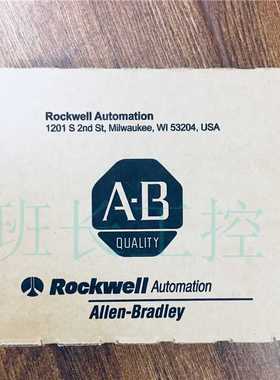 Rockwell Automation
1201 S 2nd St, Milwaukee, WI 53204, USA
A-B
QUALITY
班长工控
Rockwell Automation
Allen-Bradley